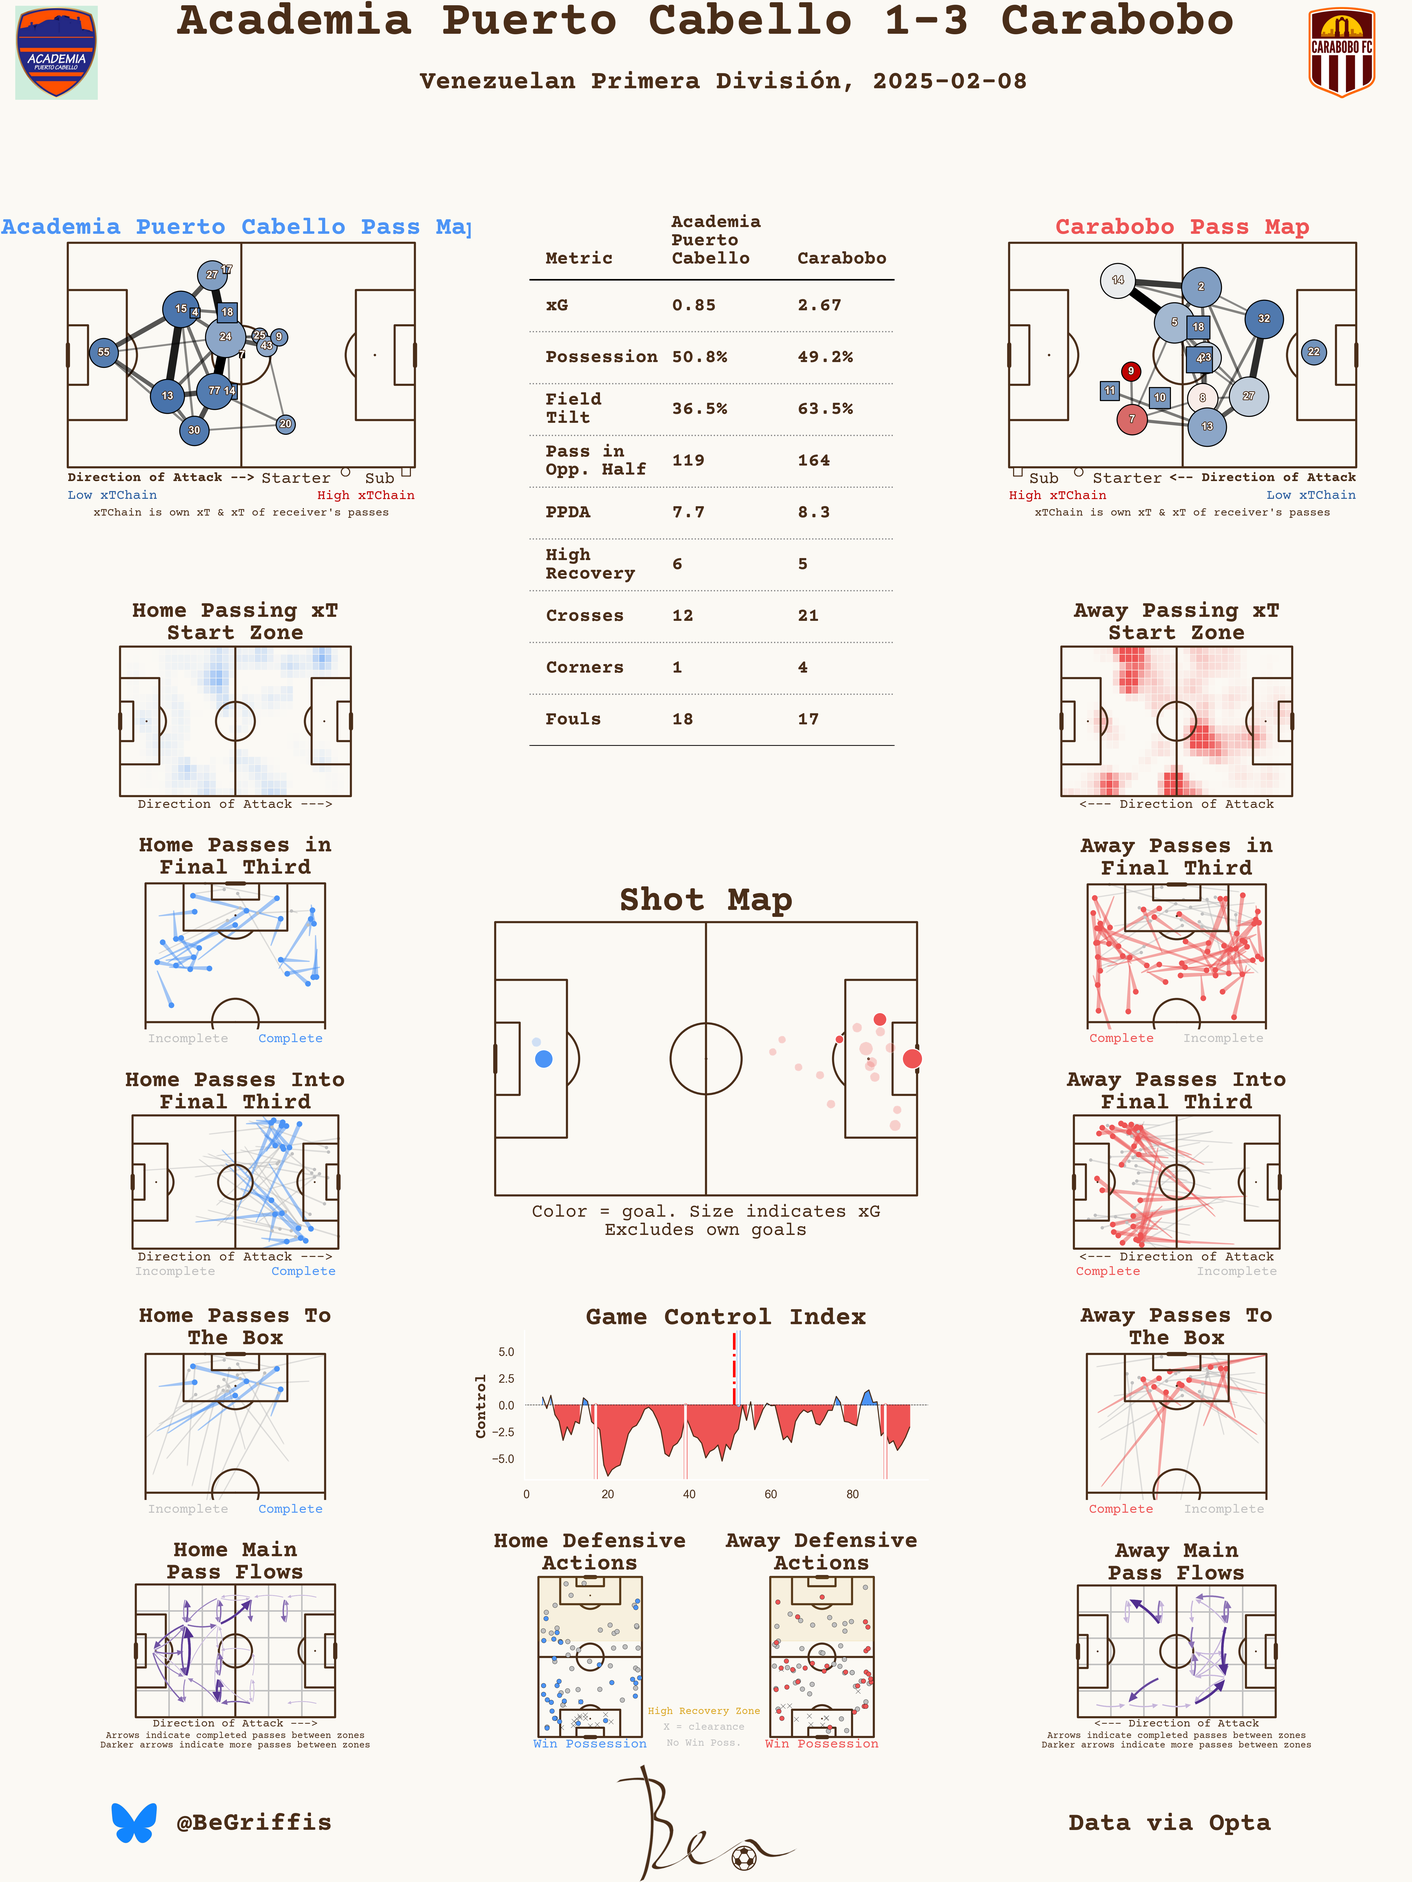 Academia Puerto Cabello 1-3 Carabobo
Venezuelan Primera División, 2025-02-08
ACADEMIA
PUERTO CABELLO
CARABOBO FC
Academia Puerto Cabello Pass Map
27
17
15
4
18
24
25
9
43
7
55
13
77
14
30
20
Direction of Attack --> Starter Sub
Low xTChain High xTChain
xTChain is own xT & xT of receiver's passes
Metric Academia Puerto Cabello Carabobo
xG 0.85 2.67
Possession 50.8% 49.2%
Field Tilt 36.5% 63.5%
Pass in Opp. Half 119 164
PPDA 7.7 8.3
High Recovery 6 5
Crosses 12 21
Corners 1 4
Fouls 18 17
Carabobo Pass Map
14
2
5
18
32
4
23
22
9
11
10
8
27
7
13
Sub Starter <-- Direction of Attack
High xTChain Low xTChain
xTChain is own xT & xT of receiver's passes
Home Passing xT
Start Zone
Direction of Attack --->
Away Passing xT
Start Zone
<--- Direction of Attack
Home Passes in
Final Third
Incomplete Complete
Away Passes in
Final Third
Complete Incomplete
Shot Map
Color = goal. Size indicates xG
Excludes own goals
Home Passes Into
Final Third
Direction of Attack --->
Incomplete Complete
Away Passes Into
Final Third
<--- Direction of Attack
Complete Incomplete
Home Passes To
The Box
Incomplete Complete
Game Control Index
Control
5.0
2.5
0.0
−2.5
−5.0
0 20 40 60 80
Away Passes To
The Box
Complete Incomplete
Home Main
Pass Flows
Direction of Attack --->
Arrows indicate completed passes between zones
Darker arrows indicate more passes between zones
Home Defensive
Actions
Win Possession
High Recovery Zone
X = clearance
No Win Poss.
Away Defensive
Actions
Win Possession
Away Main
Pass Flows
<--- Direction of Attack
Arrows indicate completed passes between zones
Darker arrows indicate more passes between zones
@BeGriffis
Data via Opta